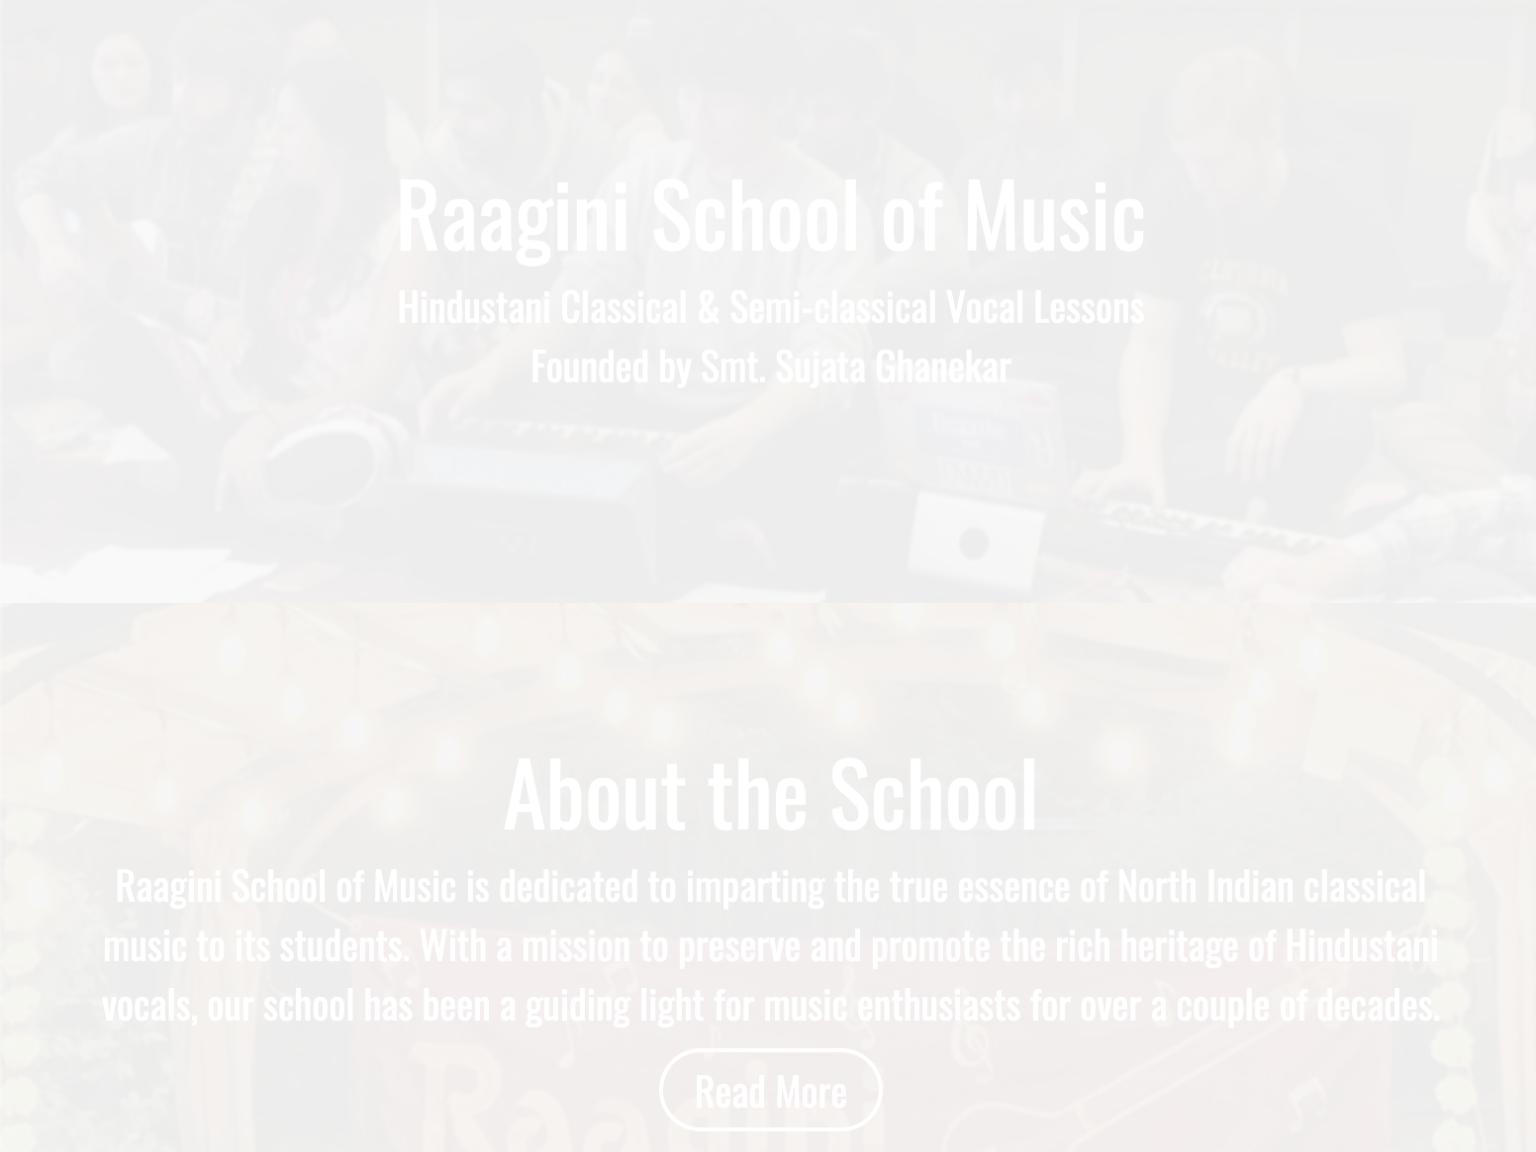 Raagini School of Music
Hindustani Classical & Semi-classical Vocal Lessons
Founded by Smt. Sujata Ghanekar
About the School
Raagini School of Music is dedicated to imparting the true essence of North Indian classical
music to its students. With a mission to preserve and promote the rich heritage of Hindustani
vocals, our school has been a guiding light for music enthusiasts for over a couple of decades.
Read More